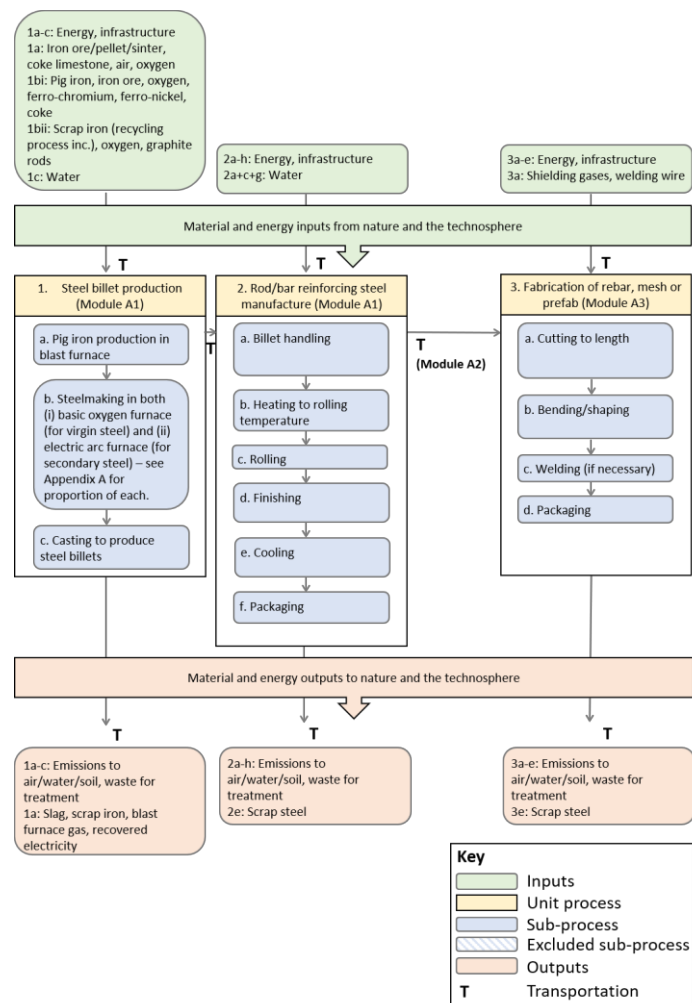 1a-c: Energy, infrastructure
1a: Iron ore/pellet/sinter,
coke limestone, air, oxygen
1bi: Pig iron, iron ore, oxygen,
ferro-chromium, ferro-nickel,
coke
1bii: Scrap iron (recycling
process inc.), oxygen, graphite
rods
1c: Water
2a-h: Energy, infrastructure
2a+c+g: Water
3a-e: Energy, infrastructure
3a: Shielding gases, welding wire
Material and energy inputs from nature and the technosphere
T
T
T
1. Steel billet production
(Module A1)
a. Pig iron production in
blast furnace
b. Steelmaking in both
(i) basic oxygen furnace
(for virgin steel) and (ii)
electric arc furnace (for
secondary steel) – see
Appendix A for
proportion of each.
c. Casting to produce
steel billets
T
2. Rod/bar reinforcing steel
manufacture (Module A1)
a. Billet handling
b. Heating to rolling
temperature
c. Rolling
d. Finishing
e. Cooling
f. Packaging
T
(Module A2)
3. Fabrication of rebar, mesh or
prefab (Module A3)
a. Cutting to length
b. Bending/shaping
c. Welding (if necessary)
d. Packaging
Material and energy outputs to nature and the technosphere
T
T
T
1a-c: Emissions to
air/water/soil, waste for
treatment
1a: Slag, scrap iron, blast
furnace gas, recovered
electricity
2a-h: Emissions to
air/water/soil, waste for
treatment
2e: Scrap steel
3a-e: Emissions to
air/water/soil, waste for
treatment
3e: Scrap steel
Key
Inputs
Unit process
Sub-process
Excluded sub-process
Outputs
T Transportation